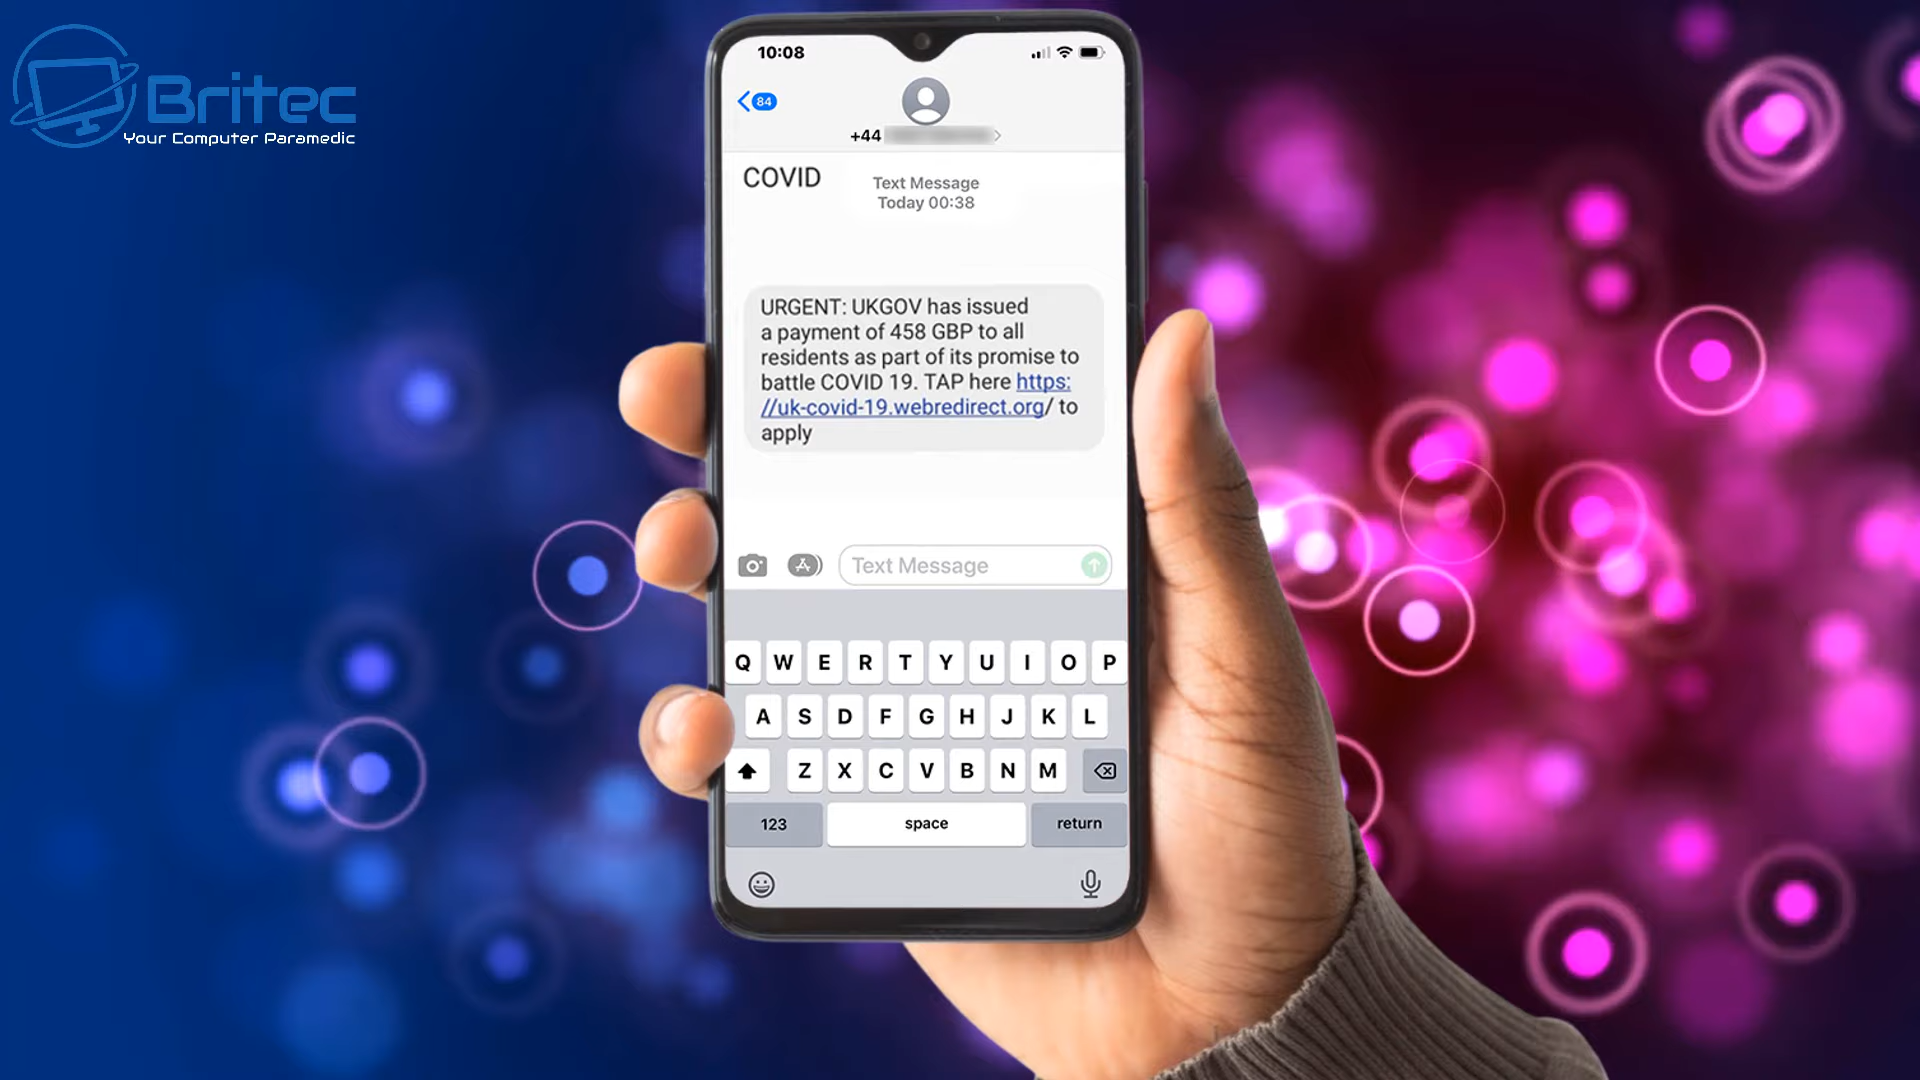 Britec
Your Computer Paramedic
10:08
84
+44
COVID
Text Message
Today 00:38
URGENT: UKGOV has issued
a payment of 458 GBP to all
residents as part of its promise to
battle COVID 19. TAP here https:
//uk-covid-19.webredirect.org/ to
apply
Text Message
Q W E R T Y U I O P
A S D F G H J K L
Z X C V B N M
123 space return